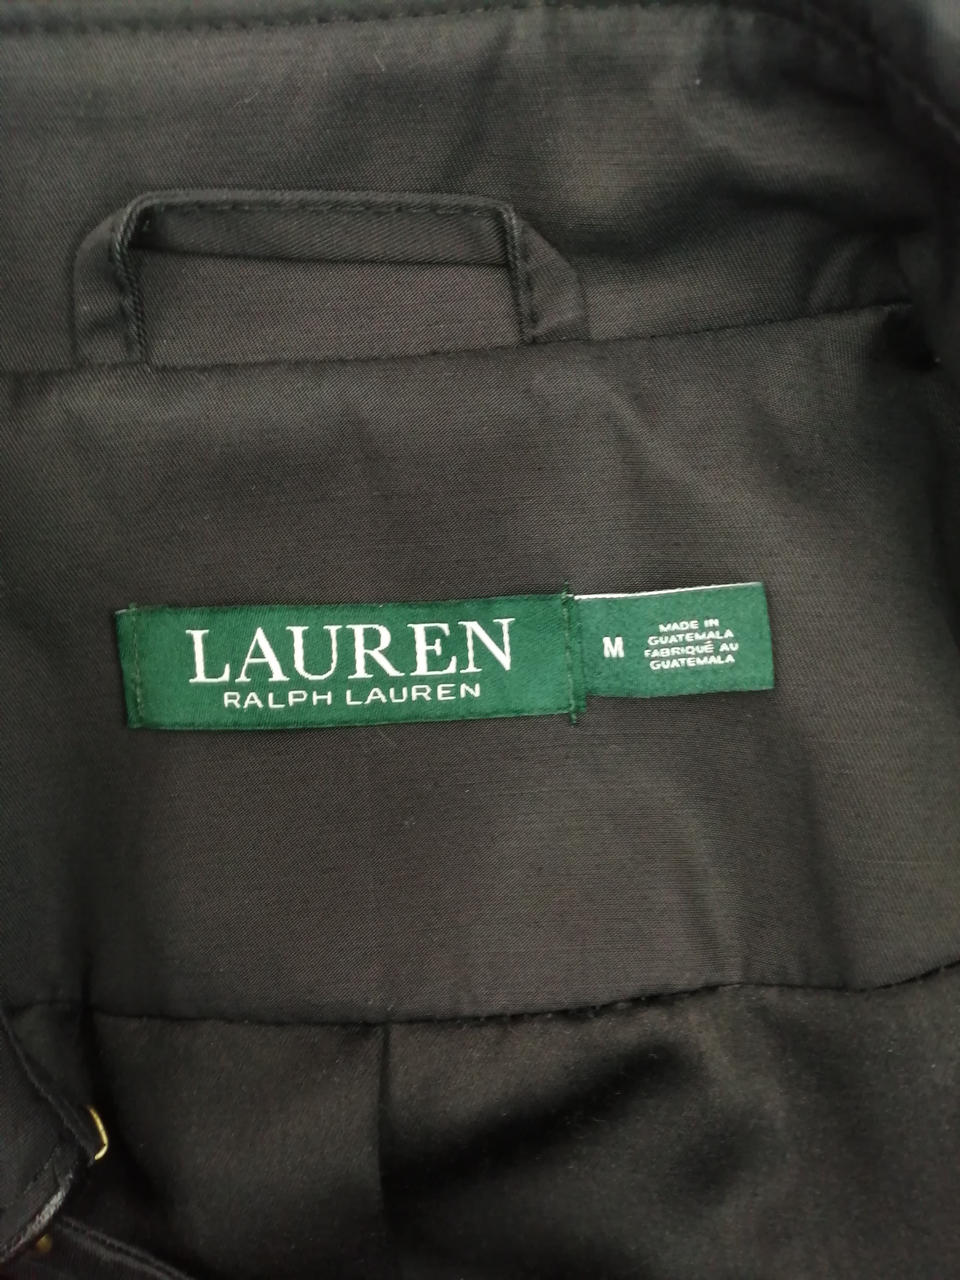 LAUREN
RALPH LAUREN
M
MADE IN
GUATEMALA
FABRIQUÉ AU
GUATEMALA